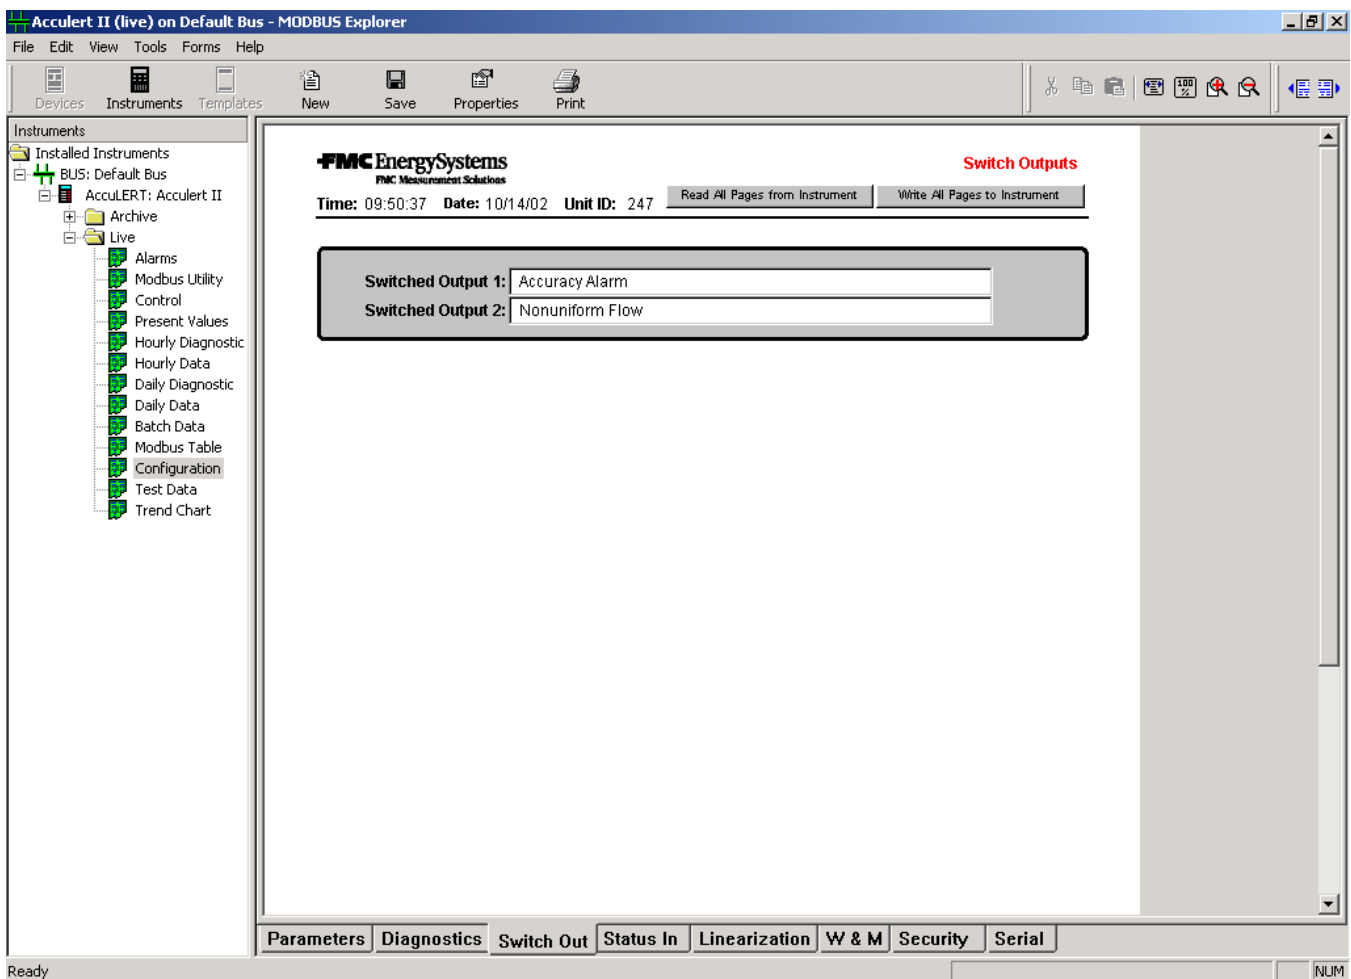 Acculert II (live) on Default Bus - MODBUS Explorer
File Edit View Tools Forms Help
Devices Instruments Templates New Save Properties Print
100 %
Instruments
Installed Instruments
BUS: Default Bus
AccuLERT: Acculert II
Archive
Live
Alarms
Modbus Utility
Control
Present Values
Hourly Diagnostic
Hourly Data
Daily Diagnostic
Daily Data
Batch Data
Modbus Table
Configuration
Test Data
Trend Chart
FMC EnergySystems
FMC Measurement Solutions
Switch Outputs
Read All Pages from Instrument Write All Pages to Instrument
Time: 09:50:37 Date: 10/14/02 Unit ID: 247
Switched Output 1: Accuracy Alarm
Switched Output 2: Nonuniform Flow
Parameters Diagnostics Switch Out Status In Linearization W & M Security Serial
Ready NUM